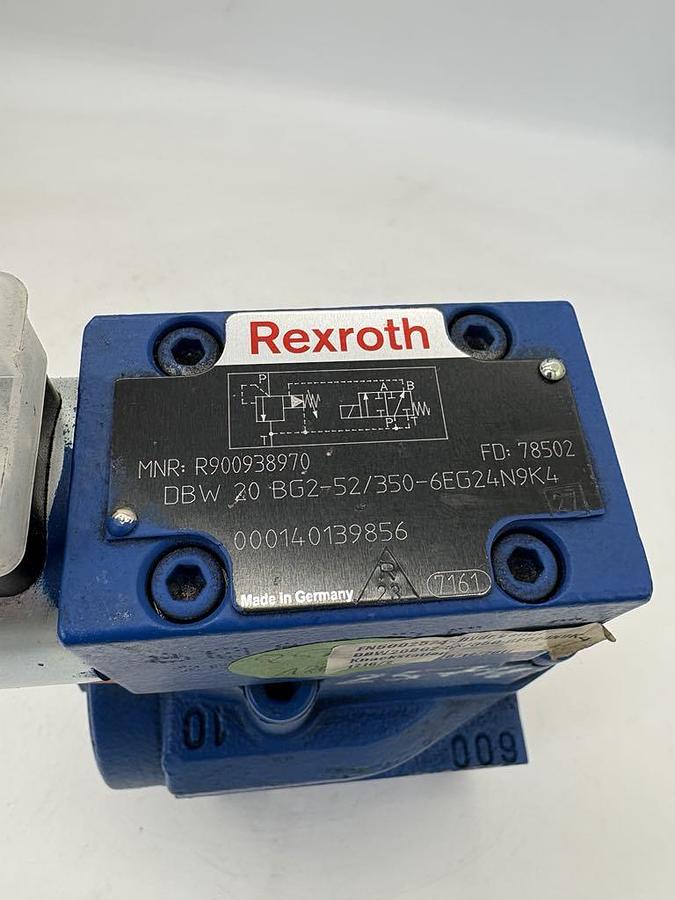 Rexroth
P
A B
T
P T
MNR: R900938970 FD: 78502
DBW 20 BG2-52/350-6EG24N9K4
27
000140139856
R
23
Made in Germany 7161
10
009